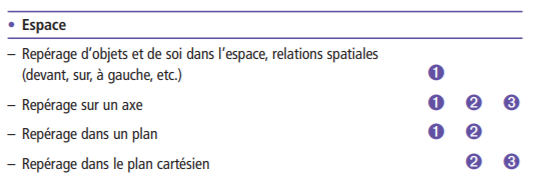 • Espace
– Repérage d'objets et de soi dans l'espace, relations spatiales
(devant, sur, à gauche, etc.) ❶
– Repérage sur un axe ❶ ❷ ❸
– Repérage dans un plan ❶ ❷
– Repérage dans le plan cartésien ❷ ❸